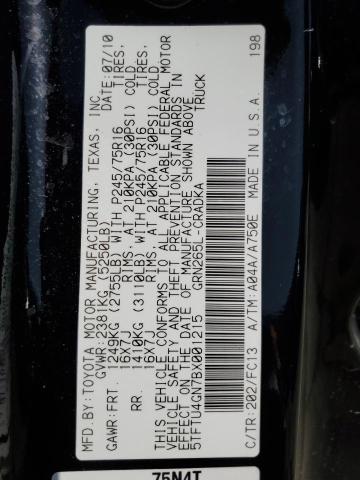 MFD.BY:TOYOTA MOTOR MANUFACTURING, TEXAS, INC.
GVWR:2381KG (5250LB) DATE: 07/10
GAWR:FRT. 1249KG (2755LB) WITH P245/75R16 TIRES,
16X7J RIMS, AT 210KPA (30PSI) COLD
RR. 1410KG (3110LB) WITH P245/75R16 TIRES,
16X7J RIMS, AT 210KPA (30PSI) COLD
THIS VEHICLE CONFORMS TO ALL APPLICABLE FEDERAL MOTOR
VEHICLE SAFETY AND THEFT PREVENTION STANDARDS IN
EFFECT ON THE DATE OF MANUFACTURE SHOWN ABOVE.
5TFTU4GN7BX001215 GRN265L-CRADKA TRUCK
C/TR:202/FC13 A/TM:A04A/A750E MADE IN U.S.A. 198
75N4T